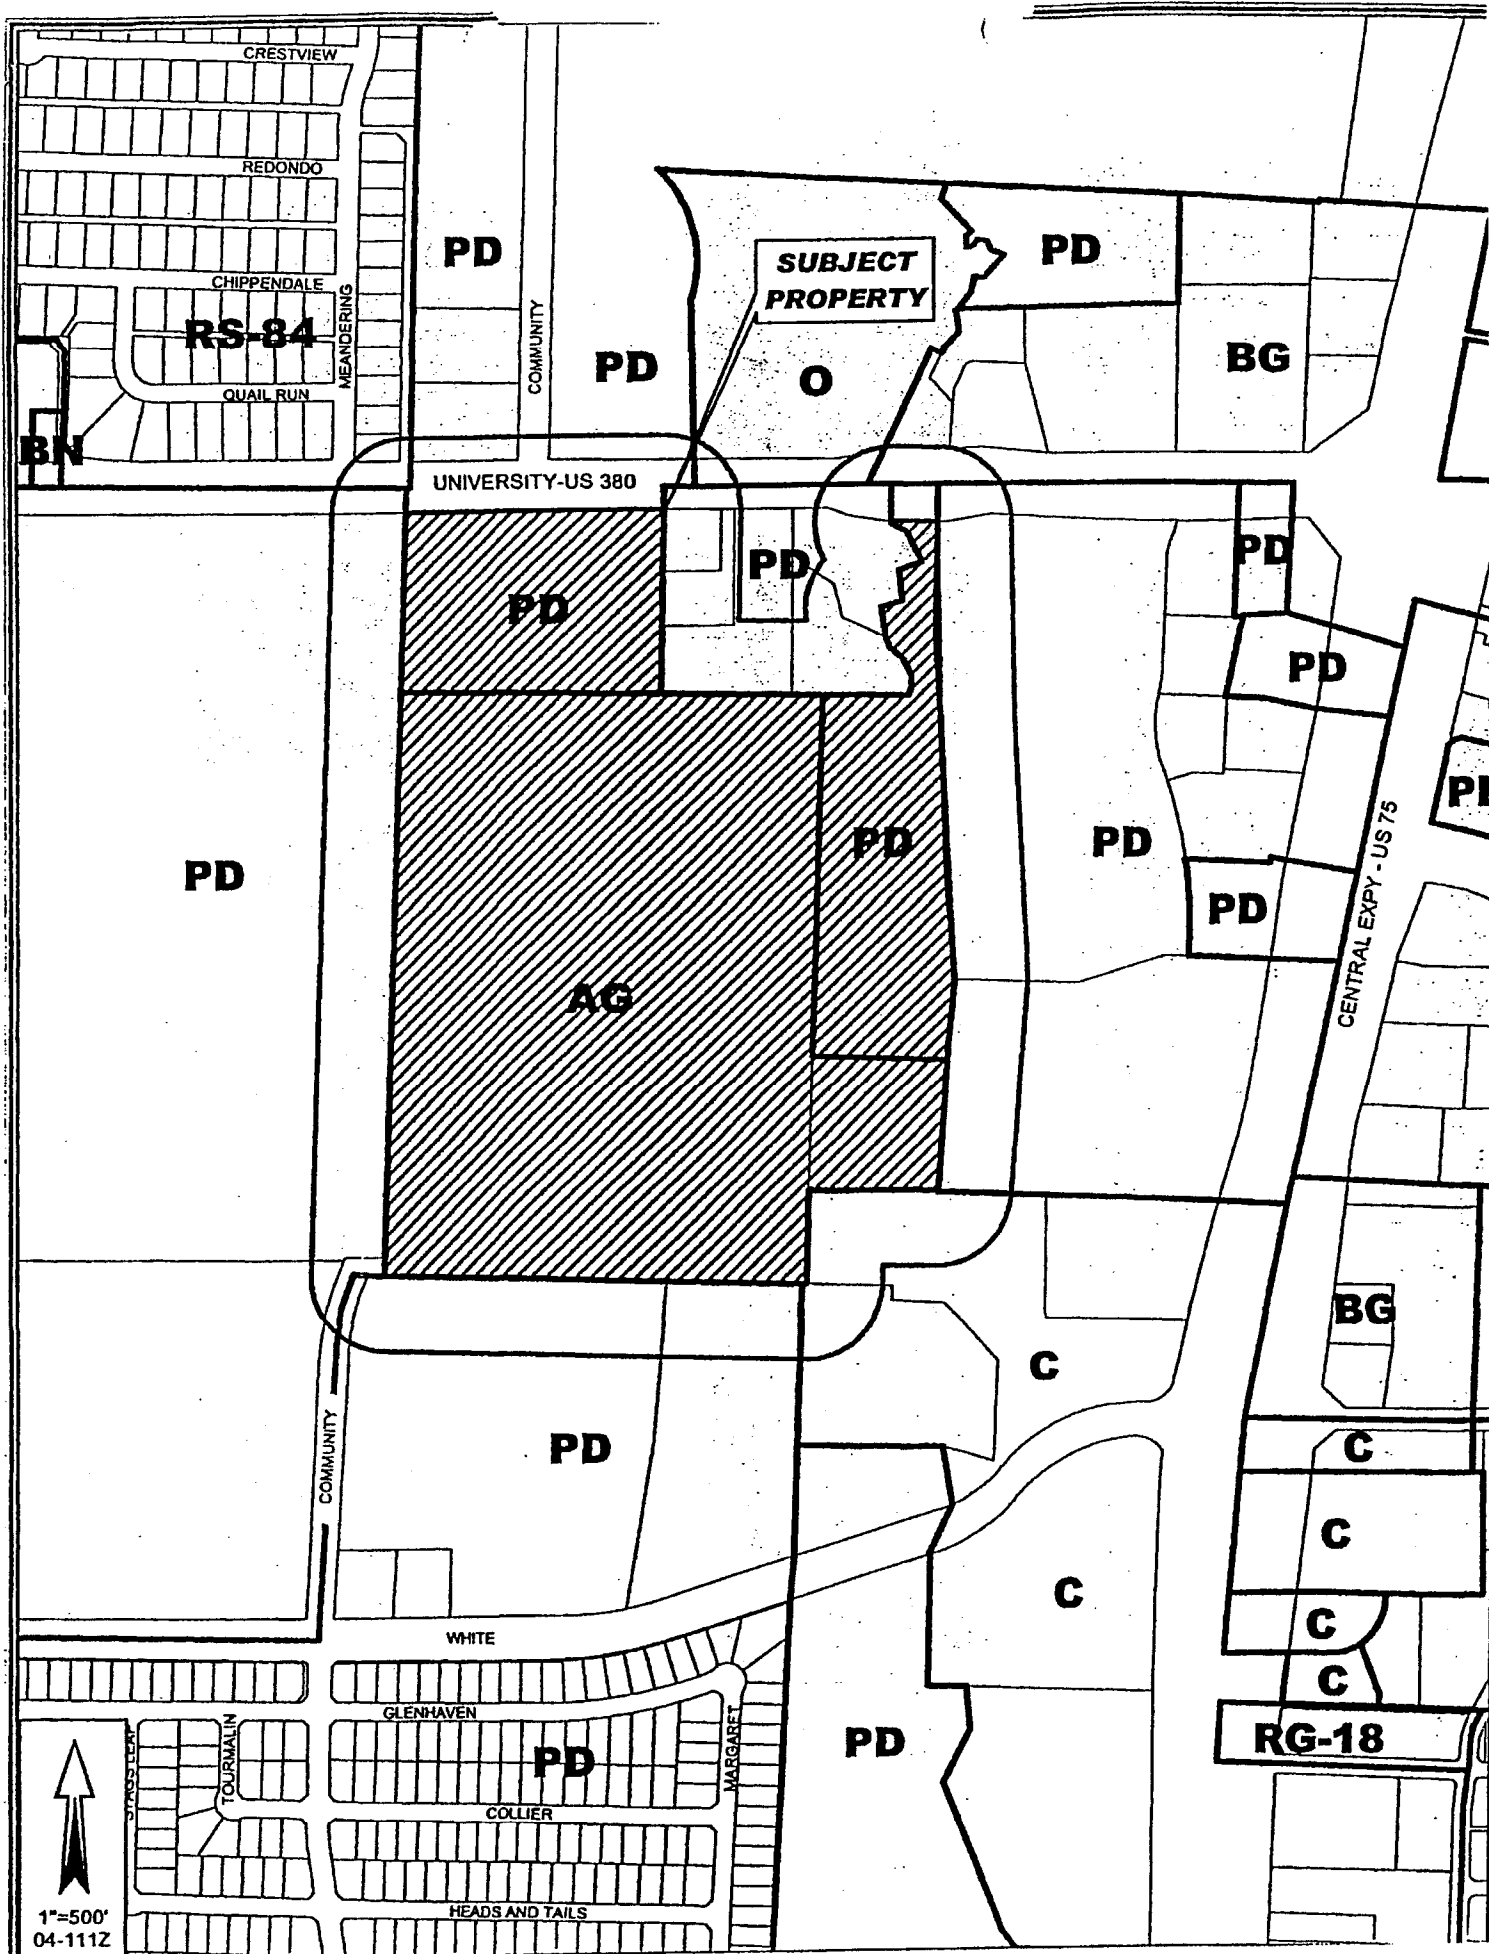 CRESTVIEW
REDONDO
CHIPPENDALE
RS-84
QUAIL RUN
MEANDERING
BN
PD
COMMUNITY
PD
SUBJECT
PROPERTY
O
PD
BG
UNIVERSITY-US 380
PD
PD
PD
PD
PD
PD
AG
PD
PD
CENTRAL EXPY - US 75
BG
C
COMMUNITY
PD
C
C
C
C
C
WHITE
GLENHAVEN
TOURMALIN
PD
MARGARET
PD
RG-18
COLLIER
HEADS AND TAILS
1"=500'
04-111Z